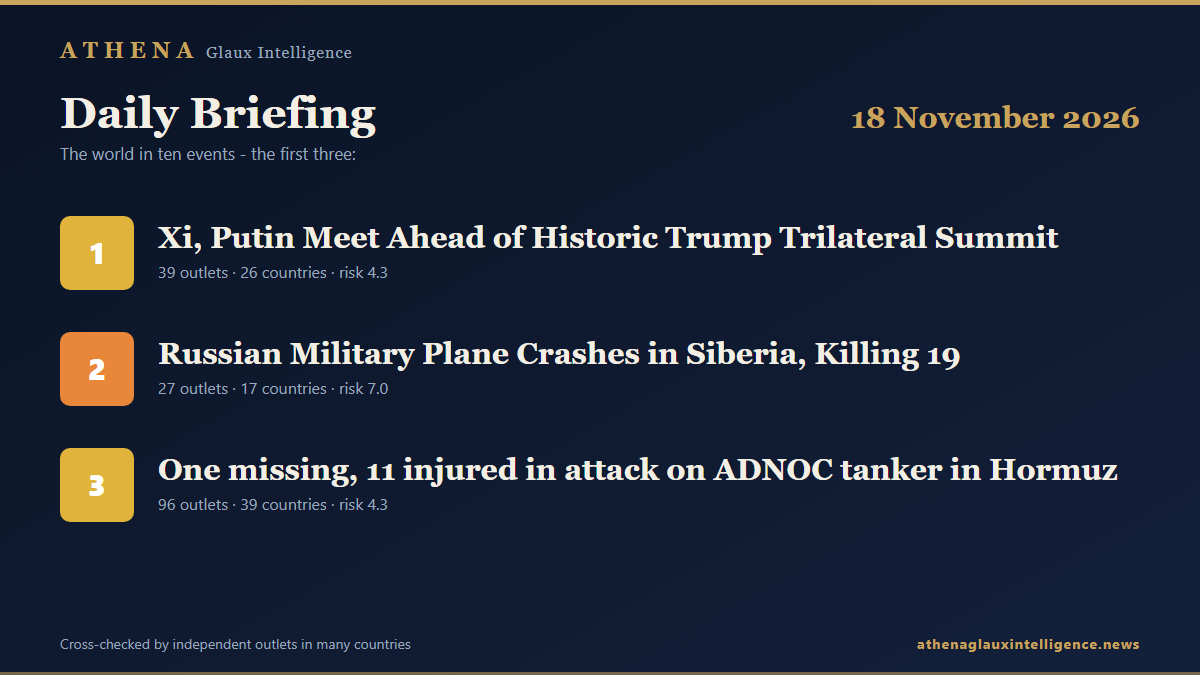 ATHENA Glaux Intelligence
Daily Briefing
18 November 2026
The world in ten events - the first three:
1
Xi, Putin Meet Ahead of Historic Trump Trilateral Summit
39 outlets · 26 countries · risk 4.3
2
Russian Military Plane Crashes in Siberia, Killing 19
27 outlets · 17 countries · risk 7.0
3
One missing, 11 injured in attack on ADNOC tanker in Hormuz
96 outlets · 39 countries · risk 4.3
Cross-checked by independent outlets in many countries
athenaglauxintelligence.news